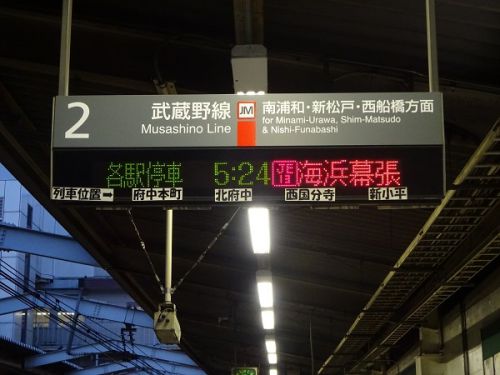 2 武蔵野線 JM 南浦和・新松戸・西船橋方面
Musashino Line for Minami-Urawa, Shim-Matsudo
& Nishi-Funabashi
各駅停車 5:24 海浜幕張
列車位置➡ 府中本町 北府中 西国分寺 新小平